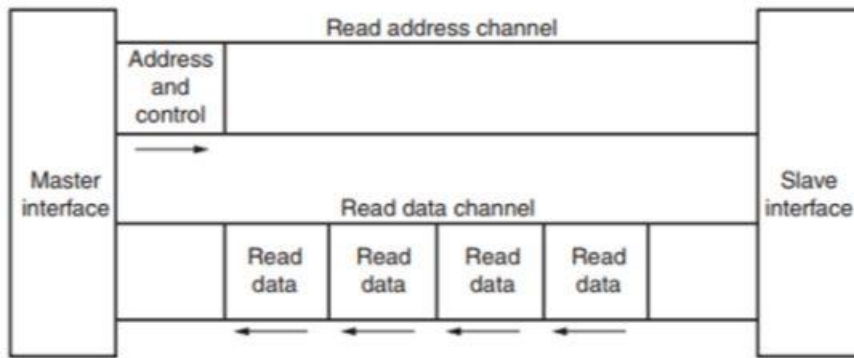 Read address channel
Address
and
control
Master
interface
Slave
interface
Read data channel
Read
data
Read
data
Read
data
Read
data